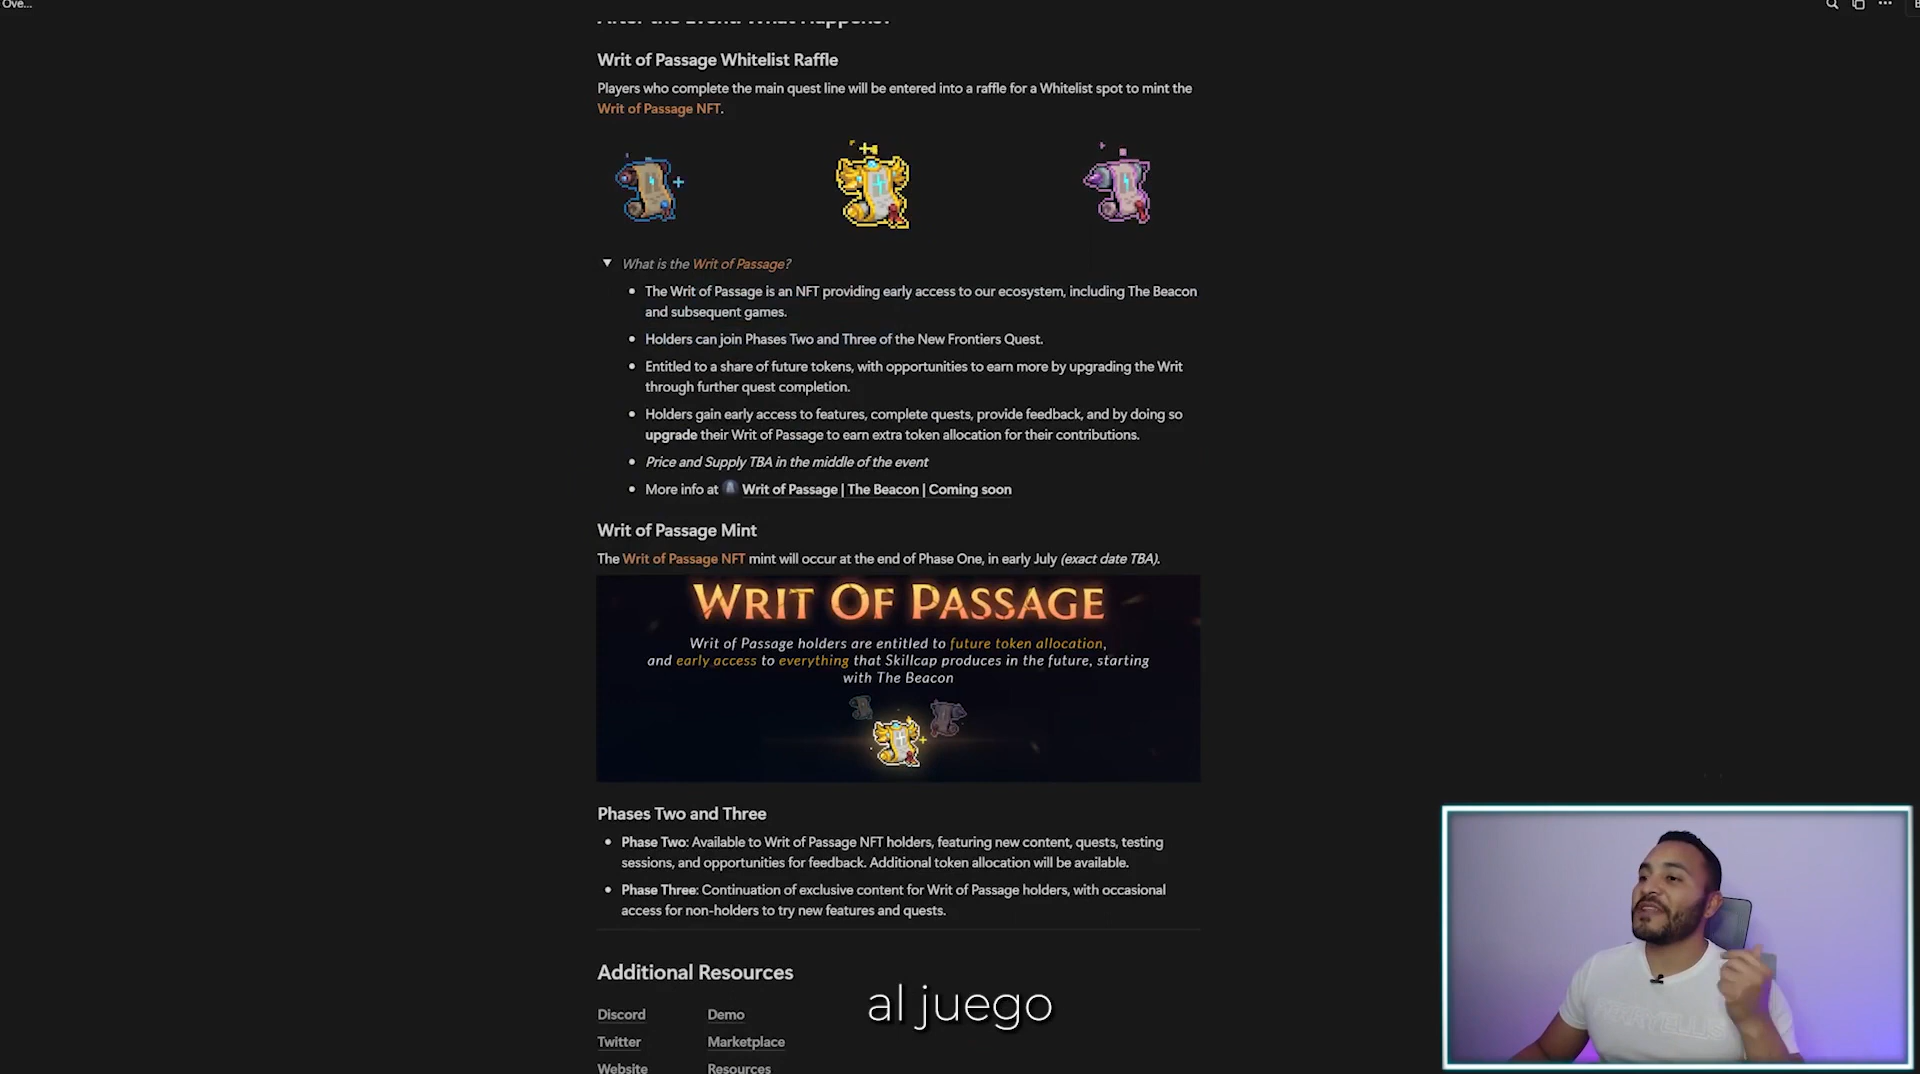 Ove...
After the Event: What Happens?
Writ of Passage Whitelist Raffle
Players who complete the main quest line will be entered into a raffle for a Whitelist spot to mint the
Writ of Passage NFT.
What is the Writ of Passage?
The Writ of Passage is an NFT providing early access to our ecosystem, including The Beacon
and subsequent games.
Holders can join Phases Two and Three of the New Frontiers Quest.
Entitled to a share of future tokens, with opportunities to earn more by upgrading the Writ
through further quest completion.
Holders gain early access to features, complete quests, provide feedback, and by doing so
upgrade their Writ of Passage to earn extra token allocation for their contributions.
Price and Supply TBA in the middle of the event
More info at Writ of Passage | The Beacon | Coming soon
Writ of Passage Mint
The Writ of Passage NFT mint will occur at the end of Phase One, in early July (exact date TBA).
WRIT OF PASSAGE
Writ of Passage holders are entitled to future token allocation,
and early access to everything that Skillcap produces in the future, starting
with The Beacon
Phases Two and Three
Phase Two: Available to Writ of Passage NFT holders, featuring new content, quests, testing
sessions, and opportunities for feedback. Additional token allocation will be available.
Phase Three: Continuation of exclusive content for Writ of Passage holders, with occasional
access for non-holders to try new features and quests.
Additional Resources
Discord
Demo
Twitter
Marketplace
Website
Resources
al juego